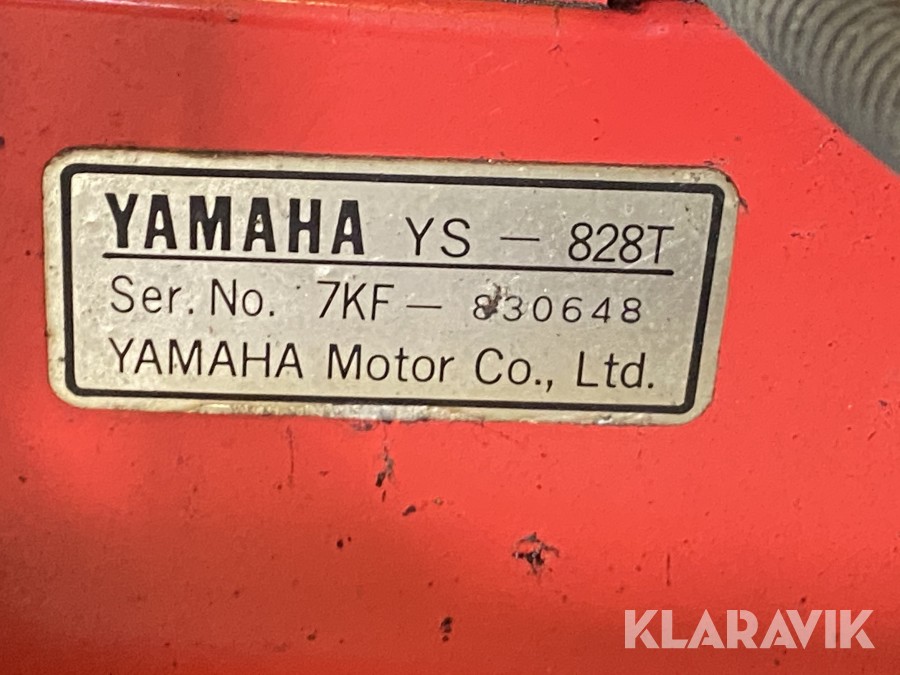 YAMAHA YS — 828T
Ser. No. 7KF — 830648
YAMAHA Motor Co., Ltd.
KLARAVIK